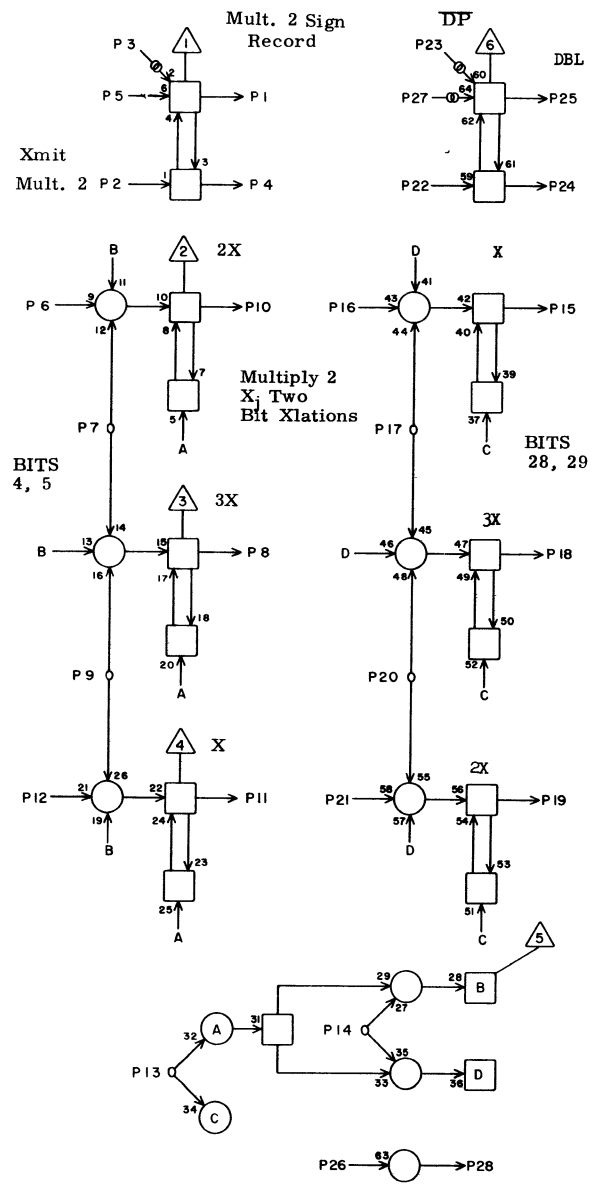 Mult. 2 Sign
Record
DP
P3
1
P23
6
DBL
2
60
P5
6
P1
P27
64
P25
4
62
Xmit
3
61
Mult. 2
P2
1
P4
P22
59
P24
B
2
2X
D
X
11
41
P6
9
10
P10
P16
43
42
P15
12
8
44
40
7
39
Multiply 2
Xj Two
Bit Xlations
5
37
P7
A
P17
C
BITS
4, 5
BITS
28, 29
3
3X
3X
14
45
B
13
15
P8
D
46
47
P18
16
17
48
49
18
50
20
52
P9
A
P20
C
4
X
2X
26
55
P12
21
22
P11
P21
58
56
P19
19
24
57
54
B
23
D
53
25
51
A
C
5
29
28
B
27
A
31
P14
32
35
P13
33
36
D
34
C
P26
63
P28